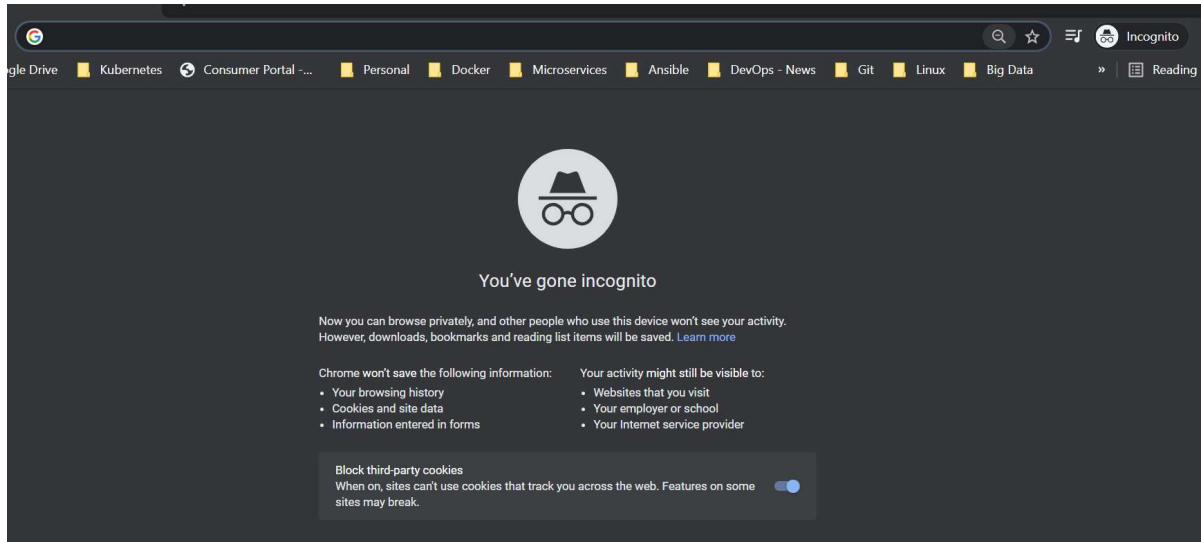 Incognito
gle Drive Kubernetes Consumer Portal -... Personal Docker Microservices Ansible DevOps - News Git Linux Big Data » Reading
You've gone incognito
Now you can browse privately, and other people who use this device won't see your activity.
However, downloads, bookmarks and reading list items will be saved. Learn more
Chrome won't save the following information:
• Your browsing history
• Cookies and site data
• Information entered in forms
Your activity might still be visible to:
• Websites that you visit
• Your employer or school
• Your Internet service provider
Block third-party cookies
When on, sites can't use cookies that track you across the web. Features on some
sites may break.